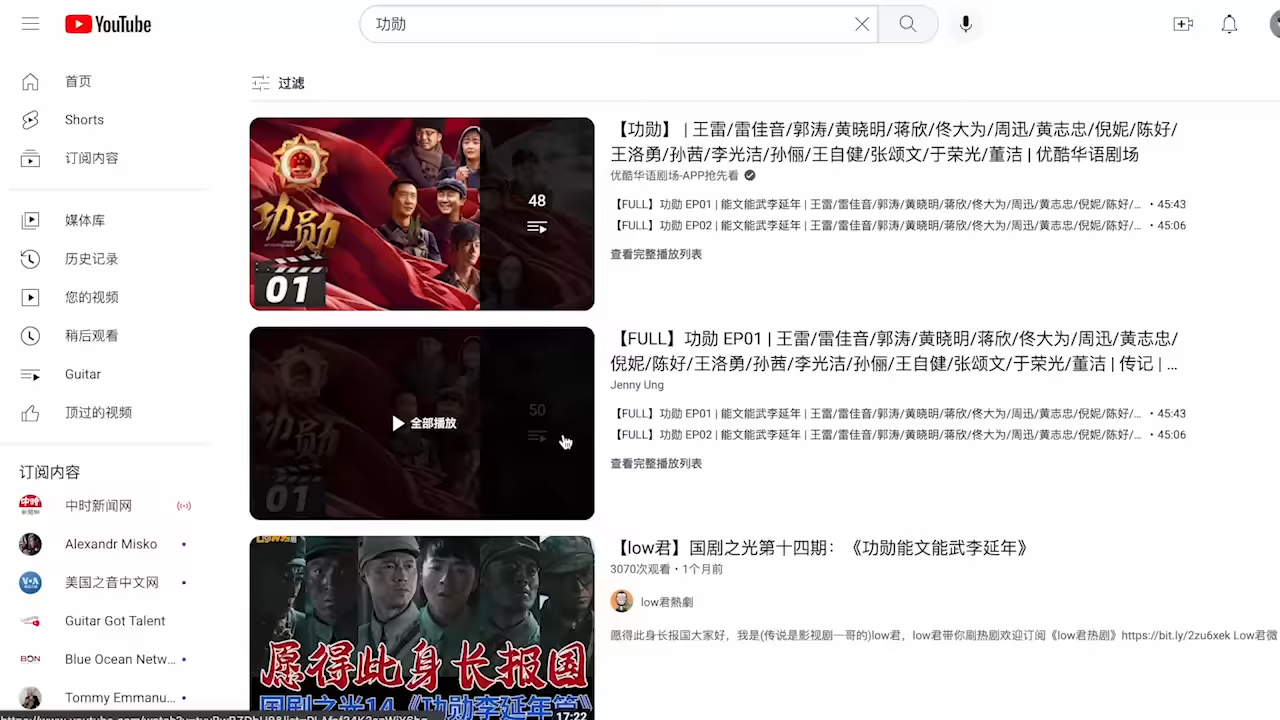 YouTube
功勋
首页
Shorts
订阅内容
媒体库
历史记录
您的视频
稍后观看
Guitar
顶过的视频
订阅内容
中时新闻网
Alexandr Misko
美国之音中文网
Guitar Got Talent
Blue Ocean Netw...
Tommy Emmanu...
过滤
功勋
01
48
【功勋】 | 王雷/雷佳音/郭涛/黄晓明/蒋欣/佟大为/周迅/黄志忠/倪妮/陈好/
王洛勇/孙茜/李光洁/孙俪/王自健/张颂文/于荣光/董洁 | 优酷华语剧场
优酷华语剧场-APP抢先看
【FULL】功勋 EP01 | 能文能武李延年 | 王雷/雷佳音/郭涛/黄晓明/蒋欣/佟大为/周迅/黄志忠/倪妮/陈好/... • 45:43
【FULL】功勋 EP02 | 能文能武李延年 | 王雷/雷佳音/郭涛/黄晓明/蒋欣/佟大为/周迅/黄志忠/倪妮/陈好/... • 45:06
查看完整播放列表
功勋
01
全部播放
50
【FULL】功勋 EP01 | 王雷/雷佳音/郭涛/黄晓明/蒋欣/佟大为/周迅/黄志忠/
倪妮/陈好/王洛勇/孙茜/李光洁/孙俪/王自健/张颂文/于荣光/董洁 | 传记 | ...
Jenny Ung
【FULL】功勋 EP01 | 能文能武李延年 | 王雷/雷佳音/郭涛/黄晓明/蒋欣/佟大为/周迅/黄志忠/倪妮/陈好/... • 45:43
【FULL】功勋 EP02 | 能文能武李延年 | 王雷/雷佳音/郭涛/黄晓明/蒋欣/佟大为/周迅/黄志忠/倪妮/陈好/... • 45:06
查看完整播放列表
愿得此身长报国
国剧之光14《功勋李延年篇》
17:22
【low君】国剧之光第十四期：《功勋能文能武李延年》
3070次观看 • 1个月前
low君熱劇
愿得此身长报国大家好，我是(传说是影视剧一哥的)low君，low君带你刷热剧欢迎订阅《low君热剧》https://bit.ly/2zu6xek Low君微